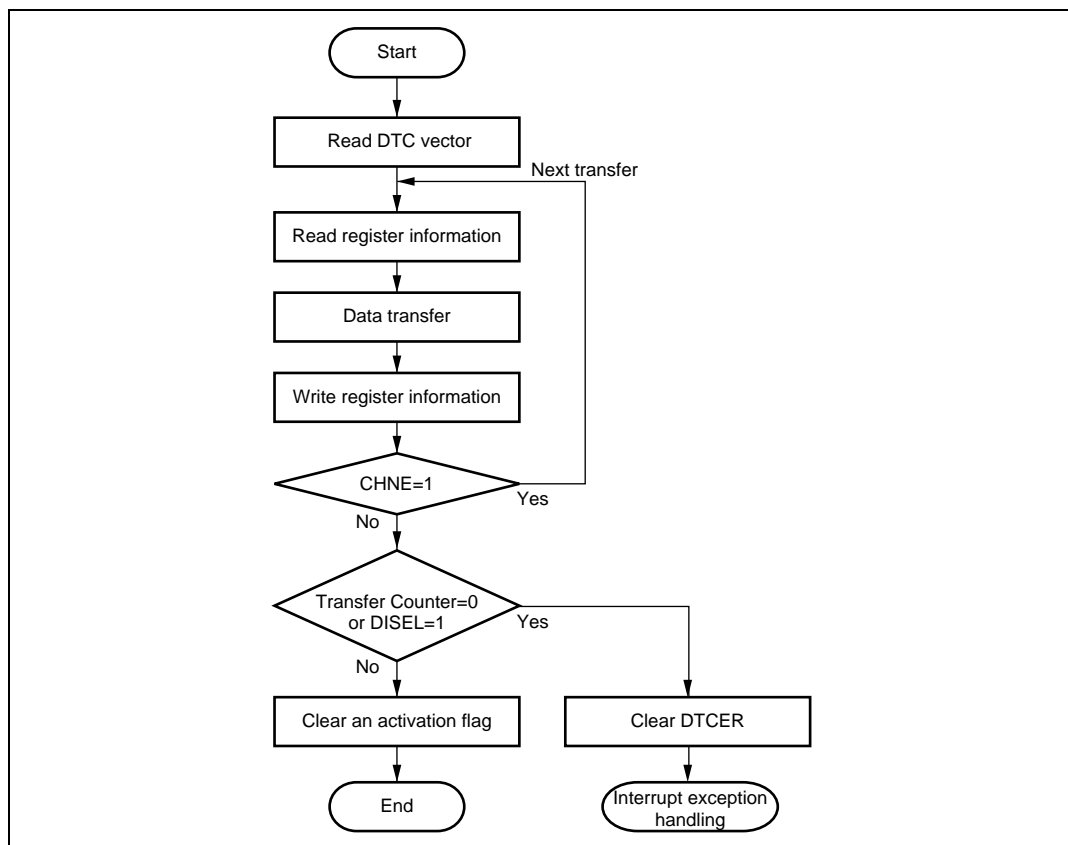 Start
Read DTC vector
Next transfer
Read register information
Data transfer
Write register information
CHNE=1
Yes
No
Transfer Counter=0
or DISEL=1
Yes
No
Clear an activation flag
Clear DTCER
End
Interrupt exception
handling